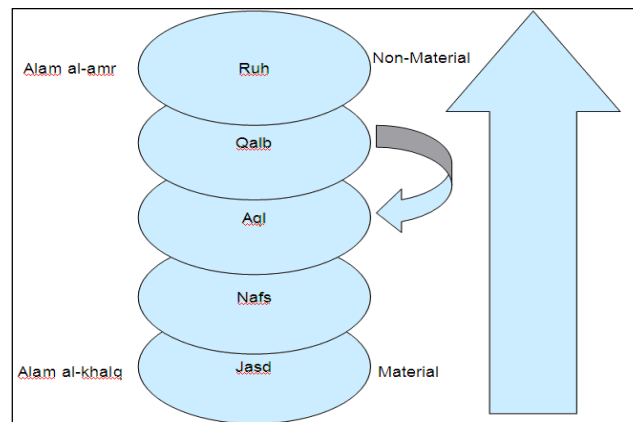 Non-Material
Alam al-amr
Ruh
Qalb
Aql
Nafs
Alam al-khalq
Jasd
Material